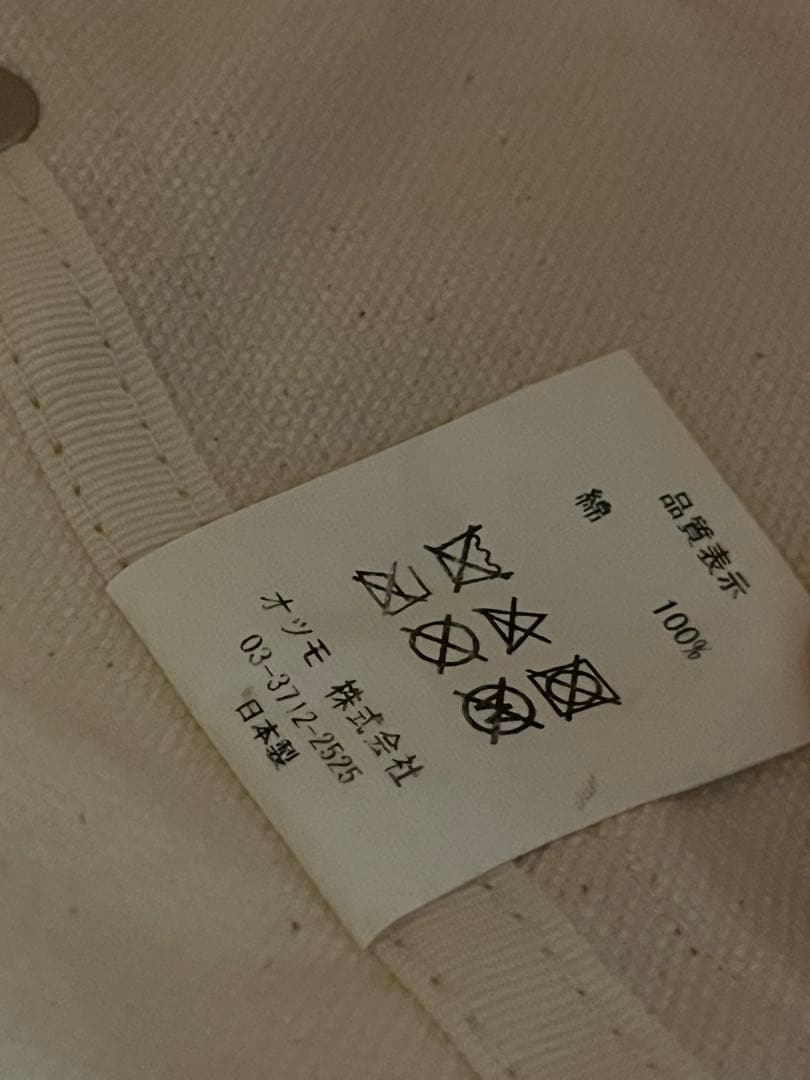 品質表示
綿 100%
オツモ 株式会社
03-3712-2525
日本製